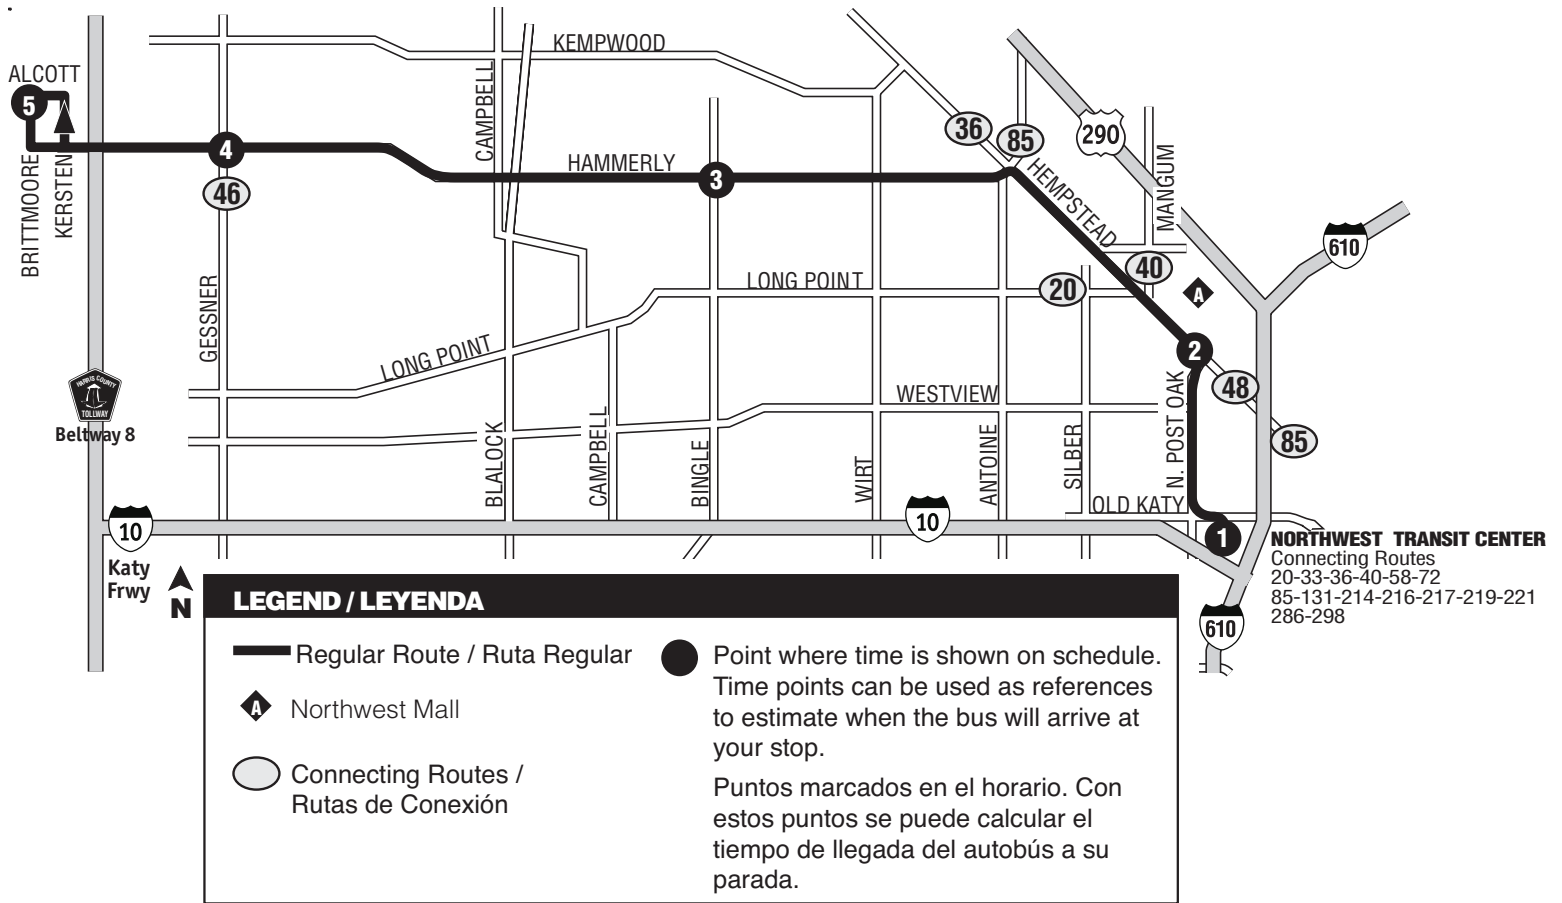 KEMPWOOD
ALCOTT
5
CAMPBELL
36
85
290
4
HAMMERLY
3
46
BRITTMOORE
KERSTEN
HEMPSTEAD
MANGUM
610
GESSNER
LONG POINT
20
40
A
LONG POINT
2
HARRIS COUNTY
TOLLWAY
Beltway 8
WESTVIEW
N. POST OAK
48
85
BLALOCK
CAMPBELL
BINGLE
WIRT
ANTOINE
SILBER
OLD KATY
10
10
1
Katy
Frwy
N
NORTHWEST TRANSIT CENTER
Connecting Routes
20-33-36-40-58-72
85-131-214-216-217-219-221
286-298
610
LEGEND / LEYENDA
Regular Route / Ruta Regular
A Northwest Mall
Connecting Routes /
Rutas de Conexión
Point where time is shown on schedule.
Time points can be used as references
to estimate when the bus will arrive at
your stop.
Puntos marcados en el horario. Con
estos puntos se puede calcular el
tiempo de llegada del autobús a su
parada.